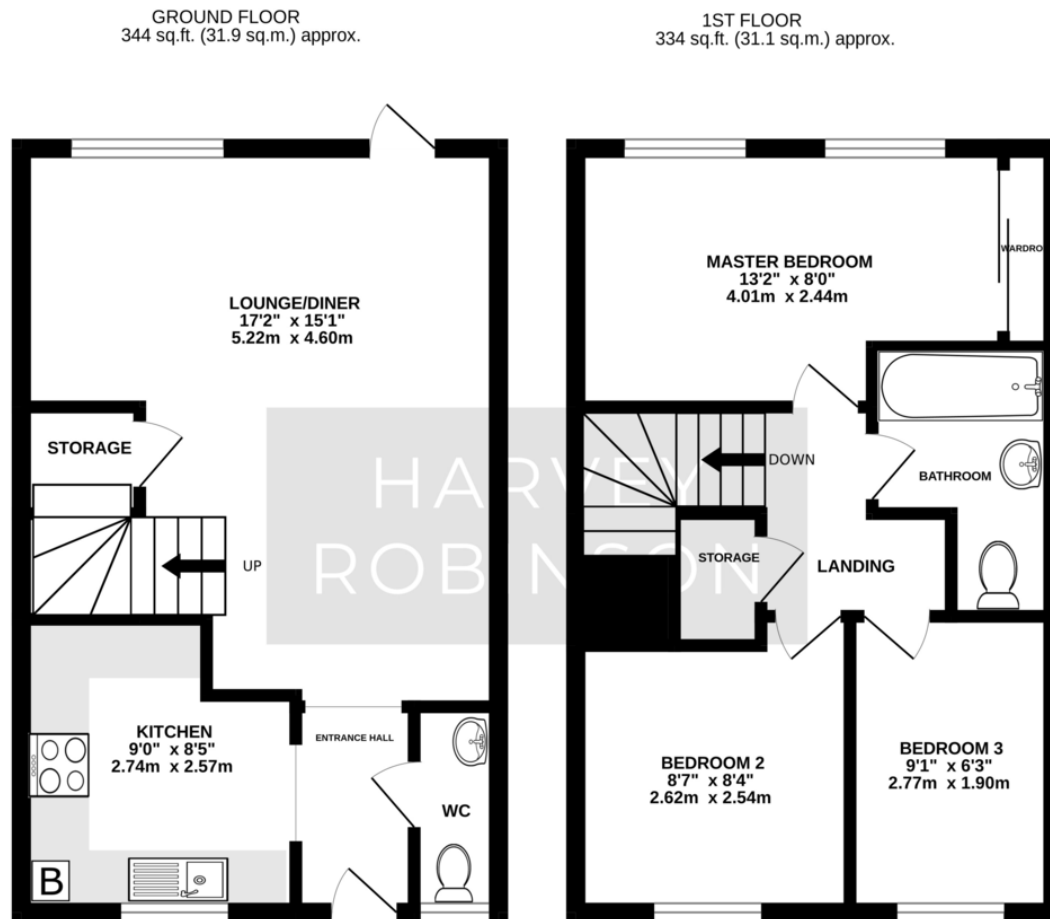 GROUND FLOOR
344 sq.ft. (31.9 sq.m.) approx.
1ST FLOOR
334 sq.ft. (31.1 sq.m.) approx.
LOUNGE/DINER
17'2" x 15'1"
5.22m x 4.60m
STORAGE
UP
KITCHEN
9'0" x 8'5"
2.74m x 2.57m
ENTRANCE HALL
WC
B
MASTER BEDROOM
13'2" x 8'0"
4.01m x 2.44m
WARDRO
DOWN
BATHROOM
STORAGE
LANDING
BEDROOM 2
8'7" x 8'4"
2.62m x 2.54m
BEDROOM 3
9'1" x 6'3"
2.77m x 1.90m
HARVEY
ROBINSON